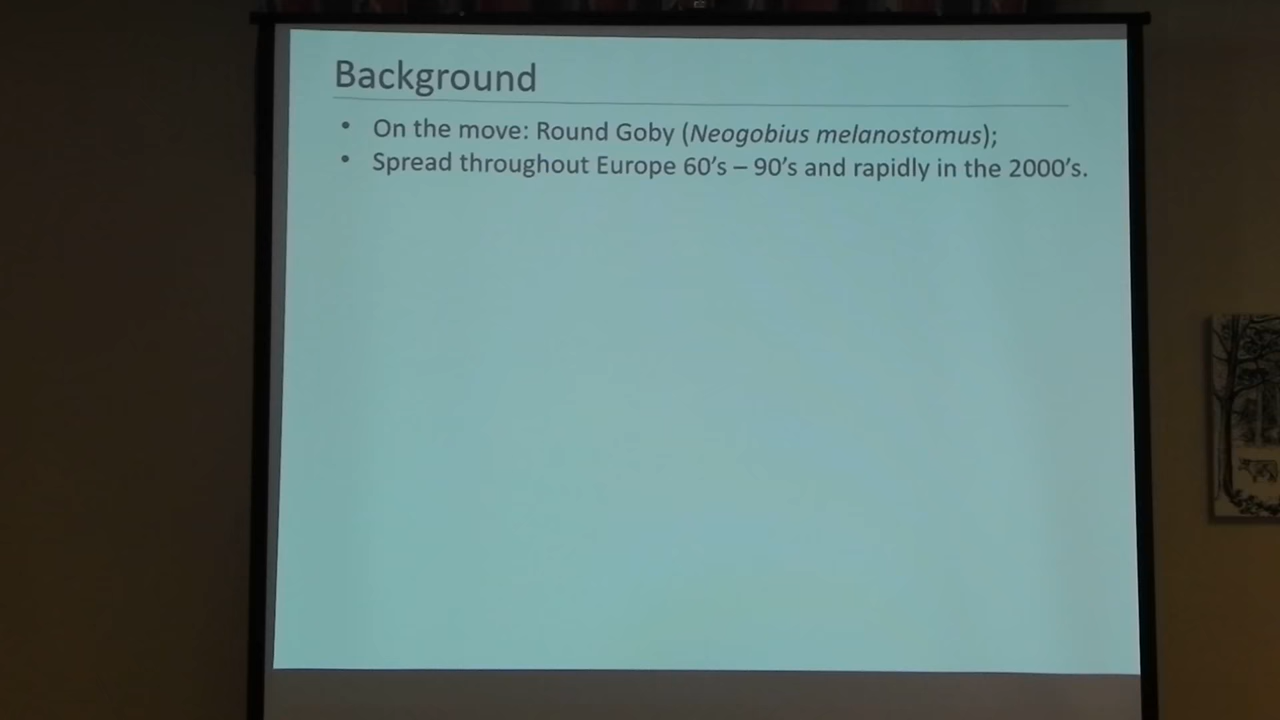 Background
• On the move: Round Goby (Neogobius melanostomus);
• Spread throughout Europe 60's – 90's and rapidly in the 2000's.